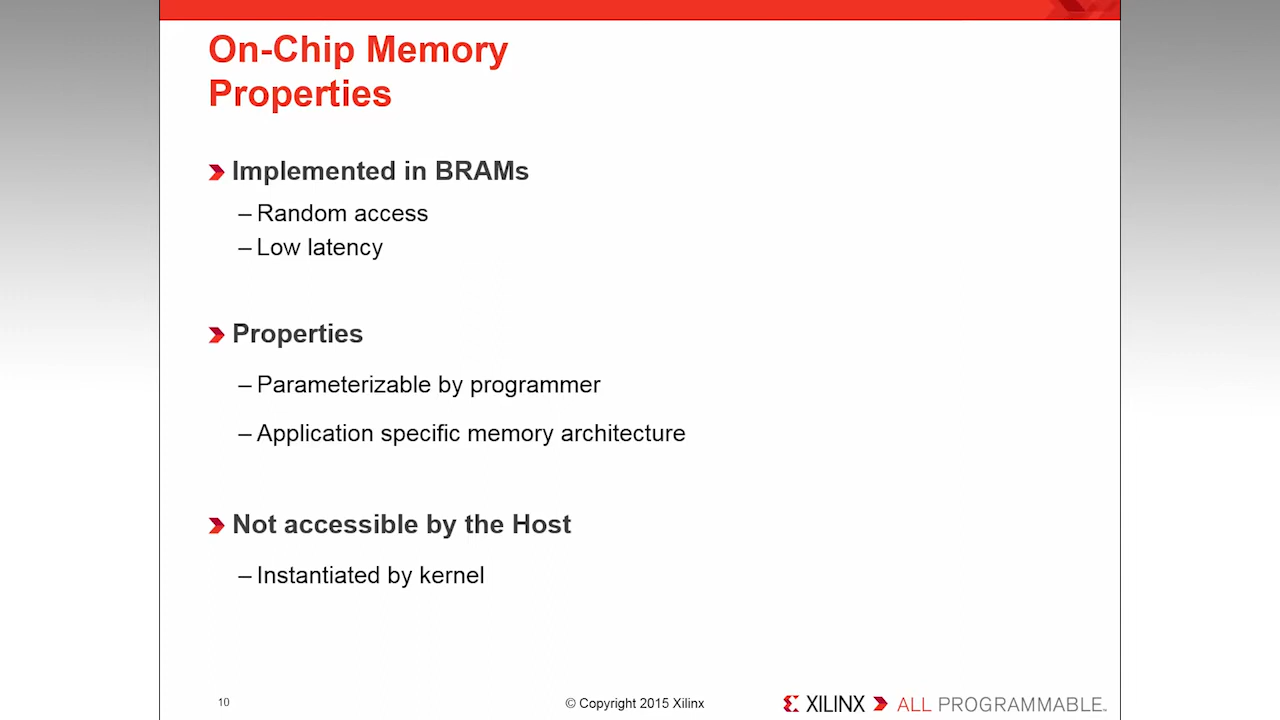 On-Chip Memory
Properties
Implemented in BRAMs
– Random access
– Low latency
Properties
– Parameterizable by programmer
– Application specific memory architecture
Not accessible by the Host
– Instantiated by kernel
10
© Copyright 2015 Xilinx
XILINX ALL PROGRAMMABLE™